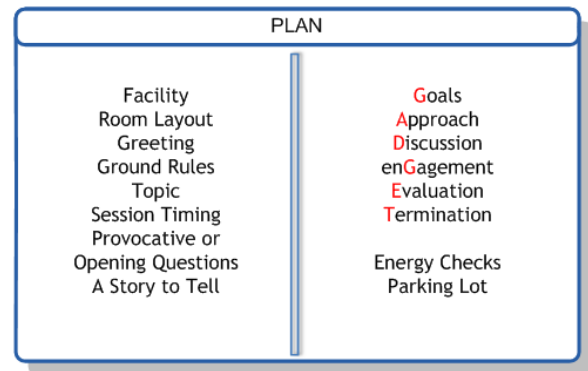 PLAN
Facility
Room Layout
Greeting
Ground Rules
Topic
Session Timing
Provocative or
Opening Questions
A Story to Tell
Goals
Approach
Discussion
enGagement
Evaluation
Termination
Energy Checks
Parking Lot